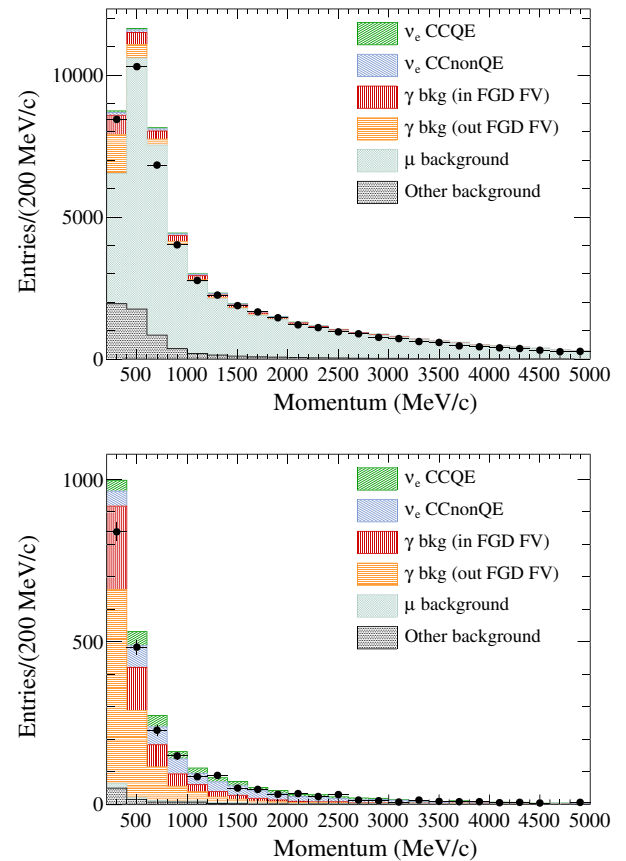 Entries/(200 MeV/c)
10000
5000
0
ν_e CCQE
ν_e CCnonQE
γ bkg (in FGD FV)
γ bkg (out FGD FV)
μ background
Other background
500 1000 1500 2000 2500 3000 3500 4000 4500 5000
Momentum (MeV/c)
Entries/(200 MeV/c)
1000
500
0
ν_e CCQE
ν_e CCnonQE
γ bkg (in FGD FV)
γ bkg (out FGD FV)
μ background
Other background
500 1000 1500 2000 2500 3000 3500 4000 4500 5000
Momentum (MeV/c)